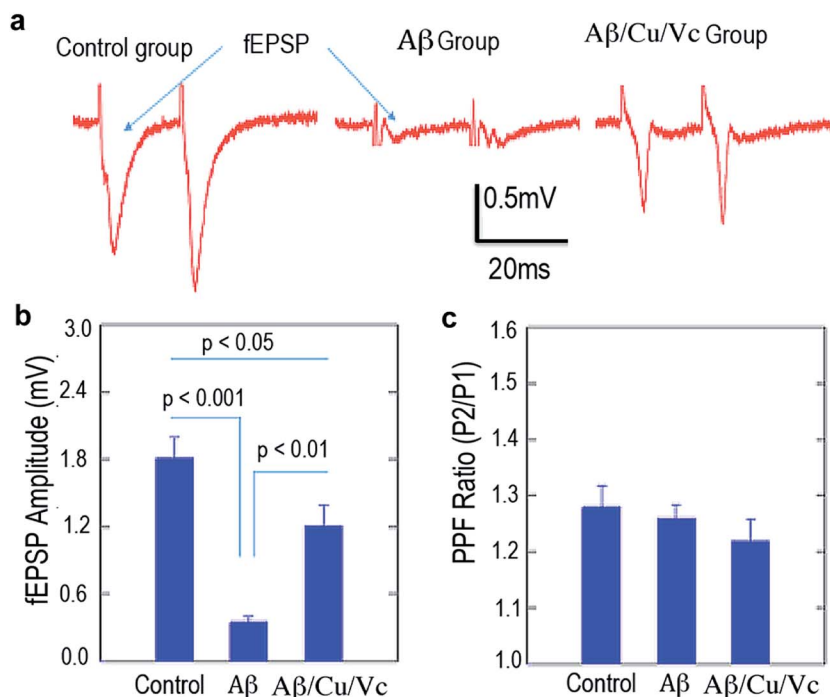 a
Control group
fEPSP
Aβ Group
Aβ/Cu/Vc Group
0.5mV
20ms
b
fEPSP Amplitude (mV)
3.0
2.4
1.8
1.2
0.6
0.0
p < 0.05
p < 0.001
p < 0.01
Control
Aβ
Aβ/Cu/Vc
c
PPF Ratio (P2/P1)
1.6
1.5
1.4
1.3
1.2
1.1
1.0
Control
Aβ
Aβ/Cu/Vc